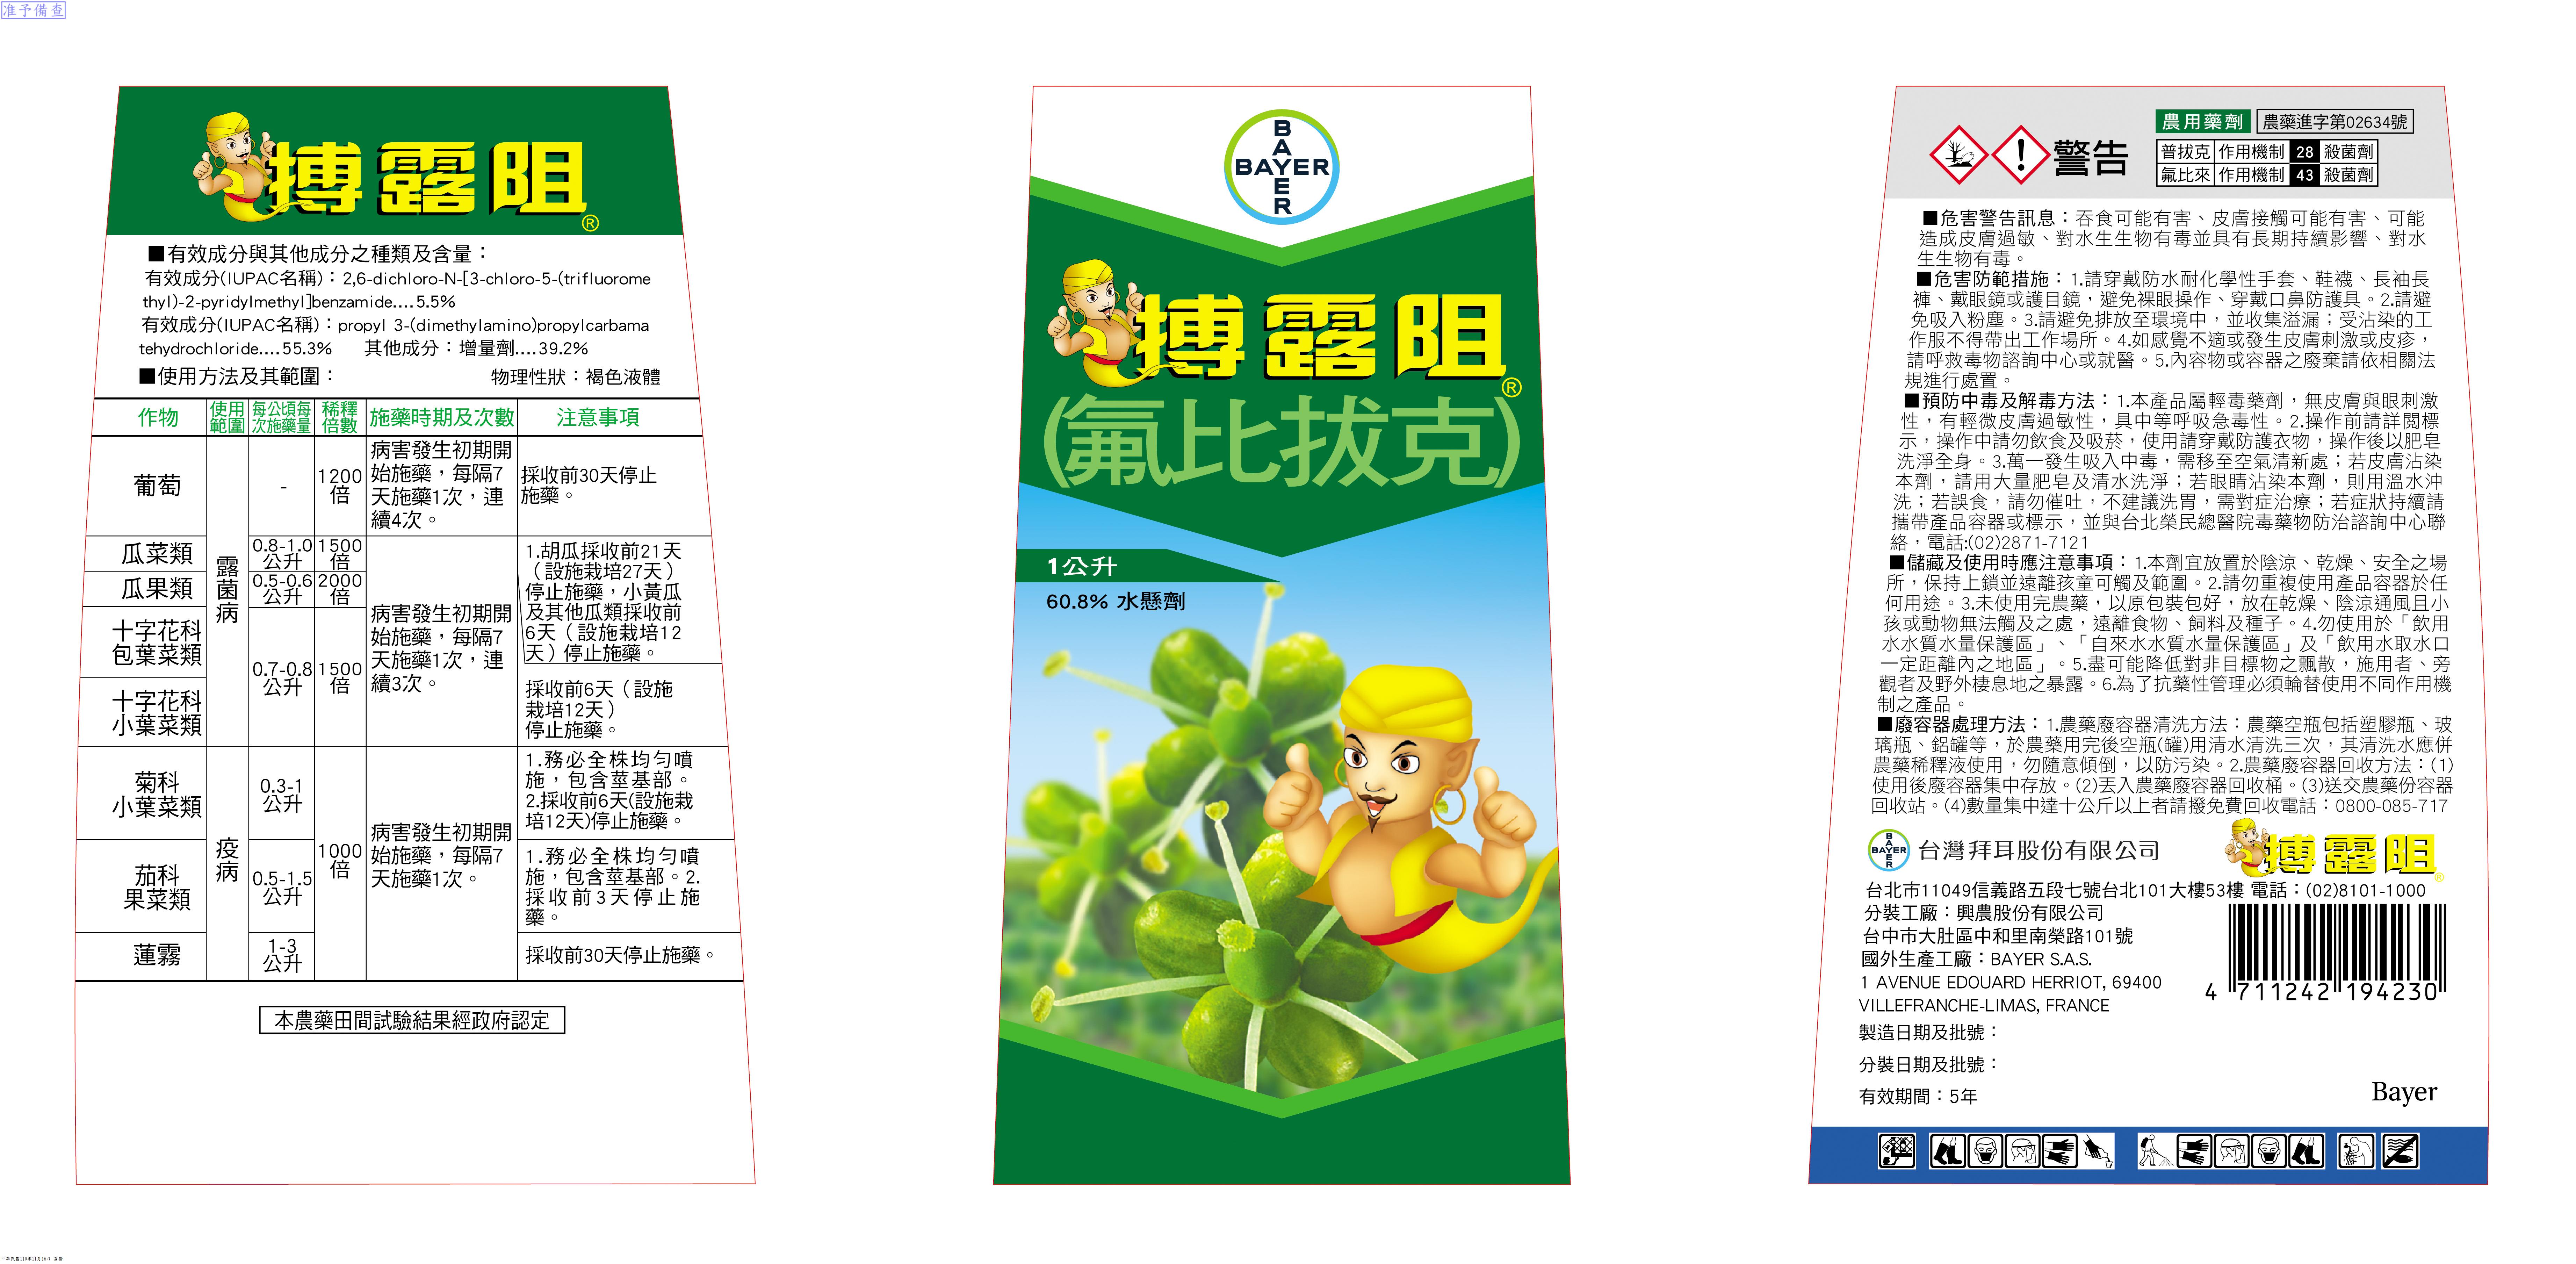 准予備查
搏露阻®
■有效成分與其他成分之種類及含量：
有效成分(IUPAC名稱)：2,6-dichloro-N-[3-chloro-5-(trifluorome
thyl)-2-pyridylmethyl]benzamide....5.5%
有效成分(IUPAC名稱)：propyl 3-(dimethylamino)propylcarbama
tehydrochloride....55.3% 其他成分：增量劑....39.2%
■使用方法及其範圍： 物理性狀：褐色液體
作物 使用範圍 每公頃每次施藥量 稀釋倍數 施藥時期及次數 注意事項
葡萄
露菌病
-
1200倍
病害發生初期開
始施藥，每隔7
天施藥1次，連
續4次。
採收前30天停止
施藥。
瓜菜類
0.8-1.0公升
1500倍
瓜果類
0.5-0.6公升
2000倍
十字花科
包葉菜類
十字花科
小葉菜類
0.7-0.8公升
1500倍
病害發生初期開
始施藥，每隔7
天施藥1次，連
續3次。
1.胡瓜採收前21天
（設施栽培27天）
停止施藥，小黃瓜
及其他瓜類採收前
6天（設施栽培12
天）停止施藥。
採收前6天（設施
栽培12天）
停止施藥。
菊科
小葉菜類
疫病
0.3-1公升
1000倍
病害發生初期開
始施藥，每隔7
天施藥1次。
1.務必全株均勻噴
施，包含莖基部。
2.採收前6天(設施栽
培12天)停止施藥。
茄科
果菜類
0.5-1.5公升
1.務必全株均勻噴
施，包含莖基部。2.
採收前3天停止施
藥。
蓮霧
1-3公升
採收前30天停止施藥。
本農藥田間試驗結果經政府認定
BAYER
BAYER
搏露阻®
(氟比拔克)
1公升
60.8% 水懸劑
警告
農用藥劑 農藥進字第02634號
普拔克 作用機制 28 殺菌劑
氟比來 作用機制 43 殺菌劑
■危害警告訊息：吞食可能有害、皮膚接觸可能有害、可能
造成皮膚過敏、對水生生物有毒並具有長期持續影響、對水
生生物有毒。
■危害防範措施：1.請穿戴防水耐化學性手套、鞋襪、長袖長
褲、戴眼鏡或護目鏡，避免裸眼操作、穿戴口鼻防護具。2.請避
免吸入粉塵。3.請避免排放至環境中，並收集溢漏；受沾染的工
作服不得帶出工作場所。4.如感覺不適或發生皮膚刺激或皮疹，
請呼救毒物諮詢中心或就醫。5.內容物或容器之廢棄請依相關法
規進行處置。
■預防中毒及解毒方法：1.本產品屬輕毒藥劑，無皮膚與眼刺激
性，有輕微皮膚過敏性，具中等呼吸急毒性。2.操作前請詳閱標
示，操作中請勿飲食及吸菸，使用請穿戴防護衣物，操作後以肥皂
洗淨全身。3.萬一發生吸入中毒，需移至空氣清新處；若皮膚沾染
本劑，請用大量肥皂及清水洗淨；若眼睛沾染本劑，則用溫水沖
洗；若誤食，請勿催吐，不建議洗胃，需對症治療；若症狀持續請
攜帶產品容器或標示，並與台北榮民總醫院毒藥物防治諮詢中心聯
絡，電話:(02)2871-7121
■儲藏及使用時應注意事項：1.本劑宜放置於陰涼、乾燥、安全之場
所，保持上鎖並遠離孩童可觸及範圍。2.請勿重複使用產品容器於任
何用途。3.未使用完農藥，以原包裝包好，放在乾燥、陰涼通風且小
孩或動物無法觸及之處，遠離食物、飼料及種子。4.勿使用於「飲用
水水質水量保護區」、「自來水水質水量保護區」及「飲用水取水口
一定距離內之地區」。5.盡可能降低對非目標物之飄散，施用者、旁
觀者及野外棲息地之暴露。6.為了抗藥性管理必須輪替使用不同作用機
制之產品。
■廢容器處理方法：1.農藥廢容器清洗方法：農藥空瓶包括塑膠瓶、玻
璃瓶、鋁罐等，於農藥用完後空瓶(罐)用清水清洗三次，其清洗水應併
農藥稀釋液使用，勿隨意傾倒，以防污染。2.農藥廢容器回收方法：(1)
使用後廢容器集中存放。(2)丟入農藥廢容器回收桶。(3)送交農藥份容器
回收站。(4)數量集中達十公斤以上者請撥免費回收電話：0800-085-717
BAYER
BAYER
台灣拜耳股份有限公司
搏露阻®
台北市11049信義路五段七號台北101大樓53樓 電話：(02)8101-1000
分裝工廠：興農股份有限公司
台中市大肚區中和里南榮路101號
國外生產工廠：BAYER S.A.S.
1 AVENUE EDOUARD HERRIOT, 69400
VILLEFRANCHE-LIMAS, FRANCE
4 711242 194230
製造日期及批號：
分裝日期及批號：
有效期間：5年
Bayer